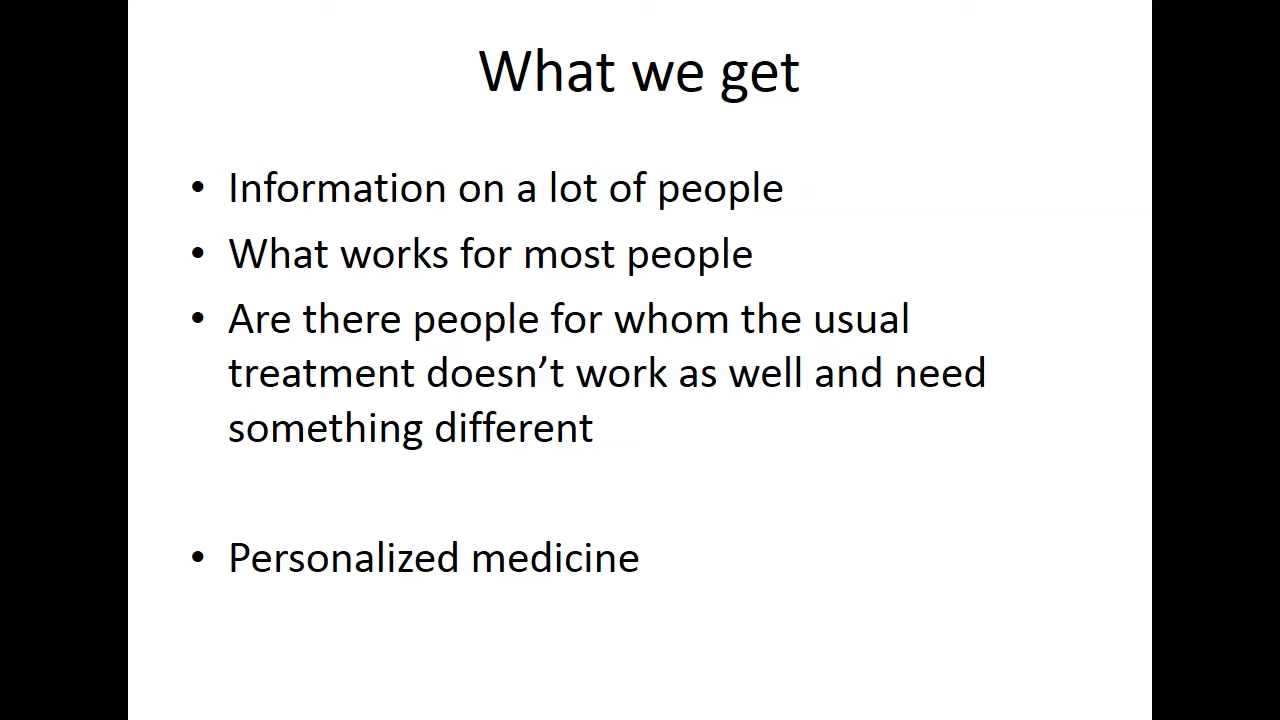 What we get
• Information on a lot of people
• What works for most people
• Are there people for whom the usual
treatment doesn’t work as well and need
something different
• Personalized medicine